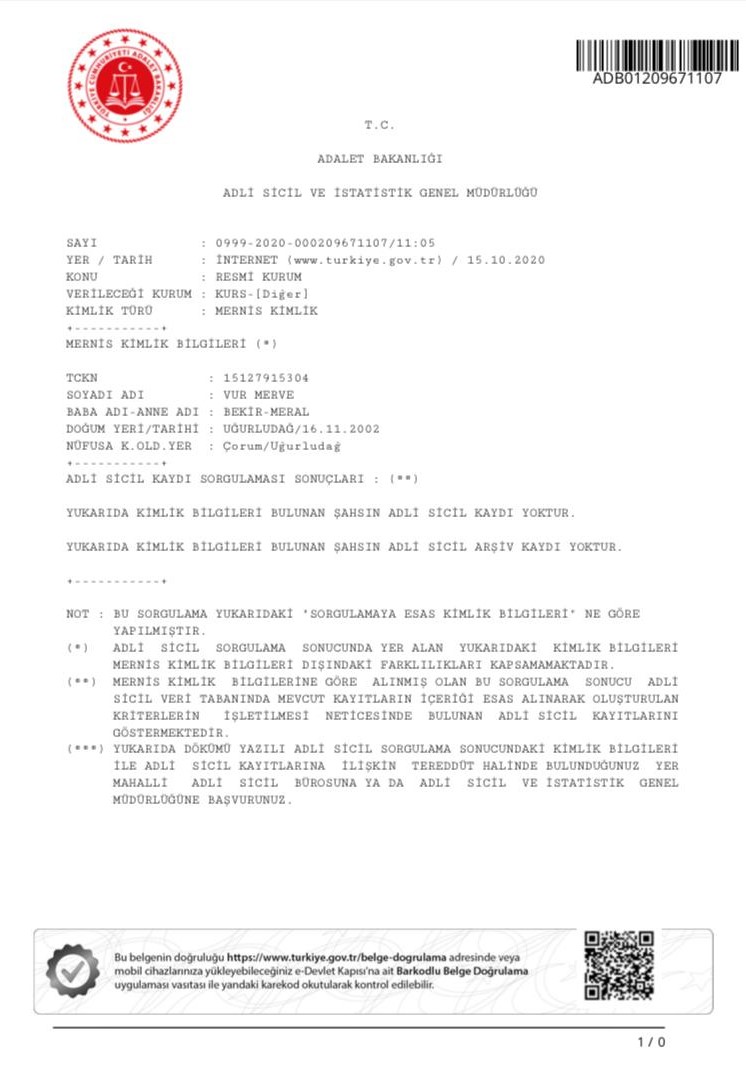 TÜRKİYE CUMHURİYETİ ADALET BAKANLIĞI
ADB01209671107
T.C.
ADALET BAKANLIĞI
ADLİ SİCİL VE İSTATİSTİK GENEL MÜDÜRLÜĞÜ
SAYI : 0999-2020-000209671107/11:05
YER / TARİH : İNTERNET (www.turkiye.gov.tr) / 15.10.2020
KONU : RESMİ KURUM
VERİLECEĞİ KURUM : KURS-[Diğer]
KİMLİK TÜRÜ : MERNİS KİMLİK
+-----------+
MERNİS KİMLİK BİLGİLERİ (*)
TCKN : 15127915304
SOYADI ADI : VUR MERVE
BABA ADI-ANNE ADI : BEKİR-MERAL
DOĞUM YERİ/TARİHİ : UĞURLUDAĞ/16.11.2002
NÜFUSA K.OLD.YER : Çorum/Uğurludağ
+-----------+
ADLİ SİCİL KAYDI SORGULAMASI SONUÇLARI : (**)
YUKARIDA KİMLİK BİLGİLERİ BULUNAN ŞAHSIN ADLİ SİCİL KAYDI YOKTUR.
YUKARIDA KİMLİK BİLGİLERİ BULUNAN ŞAHSIN ADLİ SİCİL ARŞİV KAYDI YOKTUR.
+-----------+
NOT : BU SORGULAMA YUKARIDAKİ 'SORGULAMAYA ESAS KİMLİK BİLGİLERİ' NE GÖRE
YAPILMIŞTIR.
(*) ADLİ SİCİL SORGULAMA SONUCUNDA YER ALAN YUKARIDAKİ KİMLİK BİLGİLERİ
MERNİS KİMLİK BİLGİLERİ DIŞINDAKİ FARKLILIKLARI KAPSAMAMAKTADIR.
(**) MERNİS KİMLİK BİLGİLERİNE GÖRE ALINMIŞ OLAN BU SORGULAMA SONUCU ADLİ
SİCİL VERİ TABANINDA MEVCUT KAYITLARIN İÇERİĞİ ESAS ALINARAK OLUŞTURULAN
KRİTERLERİN İŞLETİLMESİ NETİCESİNDE BULUNAN ADLİ SİCİL KAYITLARINI
GÖSTERMEKTEDİR.
(***) YUKARIDA DÖKÜMÜ YAZILI ADLİ SİCİL SORGULAMA SONUCUNDAKİ KİMLİK BİLGİLERİ
İLE ADLİ SİCİL KAYITLARINA İLİŞKİN TEREDDÜT HALİNDE BULUNDUĞUNUZ YER
MAHALLİ ADLİ SİCİL BÜROSUNA YA DA ADLİ SİCİL VE İSTATİSTİK GENEL
MÜDÜRLÜĞÜNE BAŞVURUNUZ.
Bu belgenin doğruluğu https://www.turkiye.gov.tr/belge-dogrulama adresinde veya
mobil cihazlarınıza yükleyebileceğiniz e-Devlet Kapısı'na ait Barkodlu Belge Doğrulama
uygulaması vasıtası ile yandaki karekod okutularak kontrol edilebilir.
1 / 0